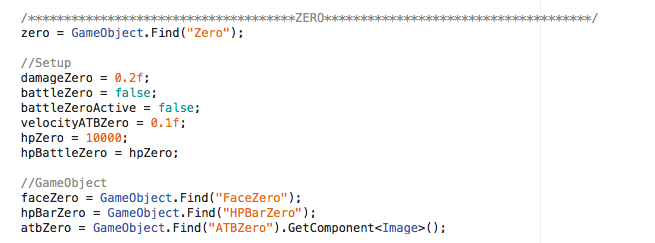 /*************************************ZERO*************************************/
zero = GameObject.Find("Zero");
//Setup
damageZero = 0.2f;
battleZero = false;
battleZeroActive = false;
velocityATBZero = 0.1f;
hpZero = 10000;
hpBattleZero = hpZero;
//GameObject
faceZero = GameObject.Find("FaceZero");
hpBarZero = GameObject.Find("HPBarZero");
atbZero = GameObject.Find("ATBZero").GetComponent<Image>();